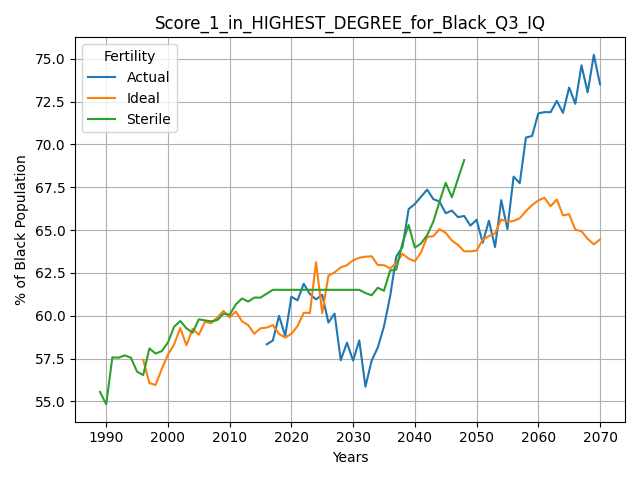 Score_1_in_HIGHEST_DEGREE_for_Black_Q3_IQ
Fertility
Actual
Ideal
Sterile
% of Black Population
75.0
72.5
70.0
67.5
65.0
62.5
60.0
57.5
55.0
1990 2000 2010 2020 2030 2040 2050 2060 2070
Years